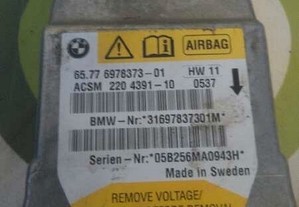 AIRBAG
65.77 6978373-01 HW 11
ACSM 220 4391-10 0537
BMW-Nr:*31697837301M*
Serien-Nr:*05B256MA0943H*
Made in Sweden
REMOVE VOLTAGE/